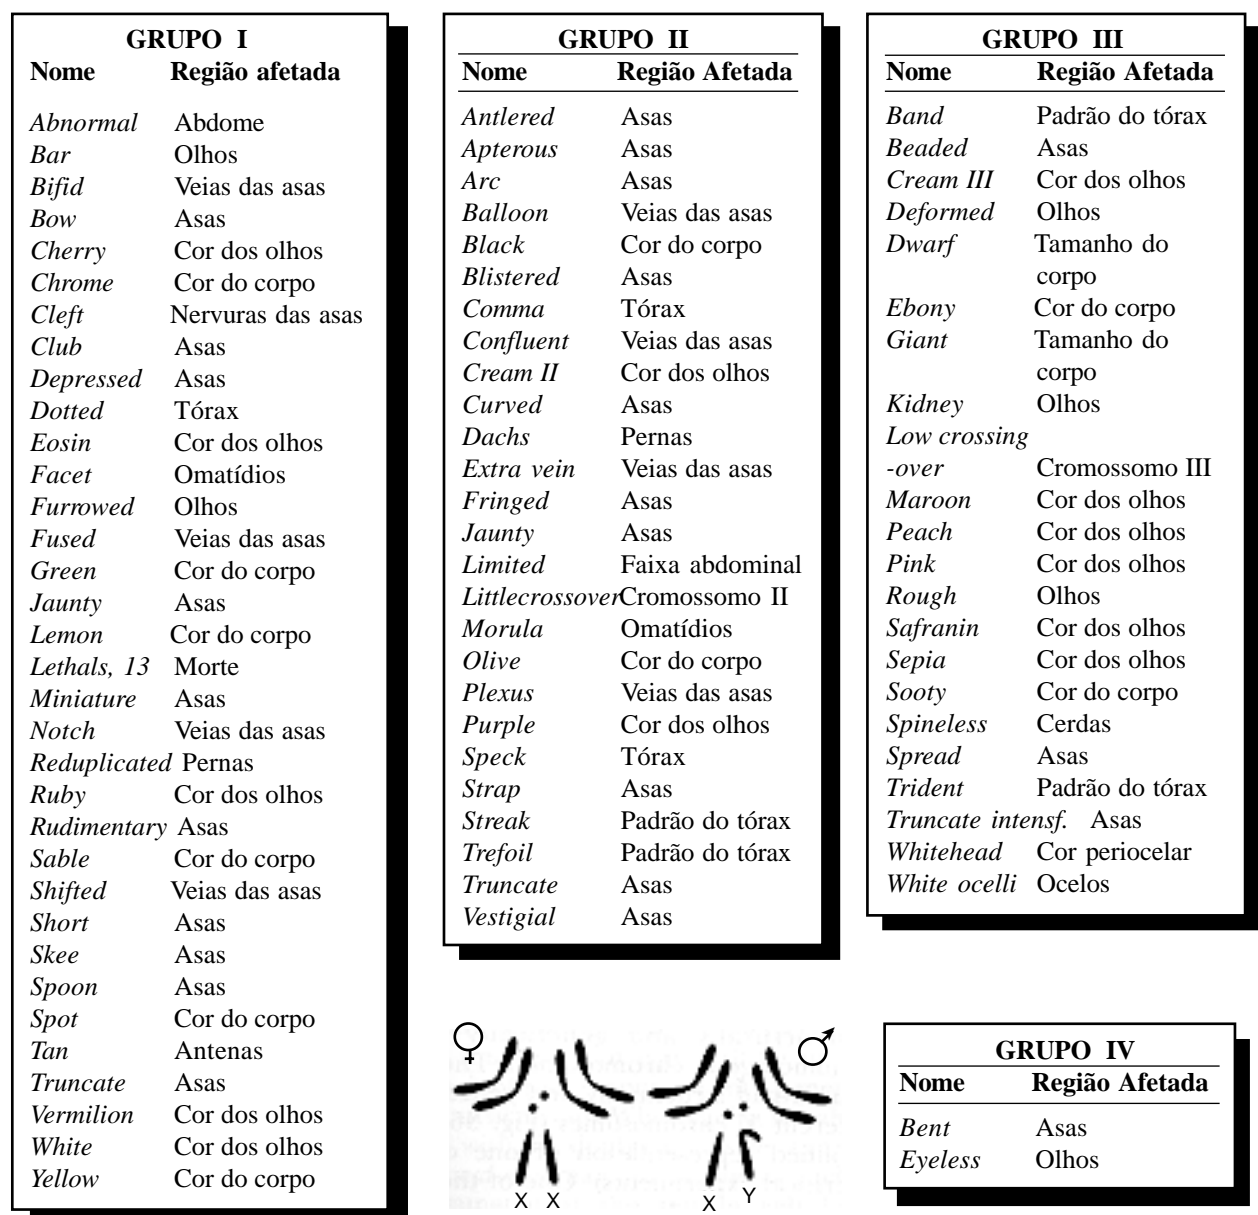 GRUPO I
Nome Região afetada
Abnormal Abdome
Bar Olhos
Bifid Veias das asas
Bow Asas
Cherry Cor dos olhos
Chrome Cor do corpo
Cleft Nervuras das asas
Club Asas
Depressed Asas
Dotted Tórax
Eosin Cor dos olhos
Facet Omatídios
Furrowed Olhos
Fused Veias das asas
Green Cor do corpo
Jaunty Asas
Lemon Cor do corpo
Lethals, 13 Morte
Miniature Asas
Notch Veias das asas
Reduplicated Pernas
Ruby Cor dos olhos
Rudimentary Asas
Sable Cor do corpo
Shifted Veias das asas
Short Asas
Skee Asas
Spoon Asas
Spot Cor do corpo
Tan Antenas
Truncate Asas
Vermilion Cor dos olhos
White Cor dos olhos
Yellow Cor do corpo
GRUPO II
Nome Região Afetada
Antlered Asas
Apterous Asas
Arc Asas
Balloon Veias das asas
Black Cor do corpo
Blistered Asas
Comma Tórax
Confluent Veias das asas
Cream II Cor dos olhos
Curved Asas
Dachs Pernas
Extra vein Veias das asas
Fringed Asas
Jaunty Asas
Limited Faixa abdominal
Littlecrossover Cromossomo II
Morula Omatídios
Olive Cor do corpo
Plexus Veias das asas
Purple Cor dos olhos
Speck Tórax
Strap Asas
Streak Padrão do tórax
Trefoil Padrão do tórax
Truncate Asas
Vestigial Asas
GRUPO III
Nome Região Afetada
Band Padrão do tórax
Beaded Asas
Cream III Cor dos olhos
Deformed Olhos
Dwarf Tamanho do
corpo
Ebony Cor do corpo
Giant Tamanho do
corpo
Kidney Olhos
Low crossing
-over Cromossomo III
Maroon Cor dos olhos
Peach Cor dos olhos
Pink Cor dos olhos
Rough Olhos
Safranin Cor dos olhos
Sepia Cor dos olhos
Sooty Cor do corpo
Spineless Cerdas
Spread Asas
Trident Padrão do tórax
Truncate intensf. Asas
Whitehead Cor periocelar
White ocelli Ocelos
♀ ♂
X X X Y
GRUPO IV
Nome Região Afetada
Bent Asas
Eyeless Olhos